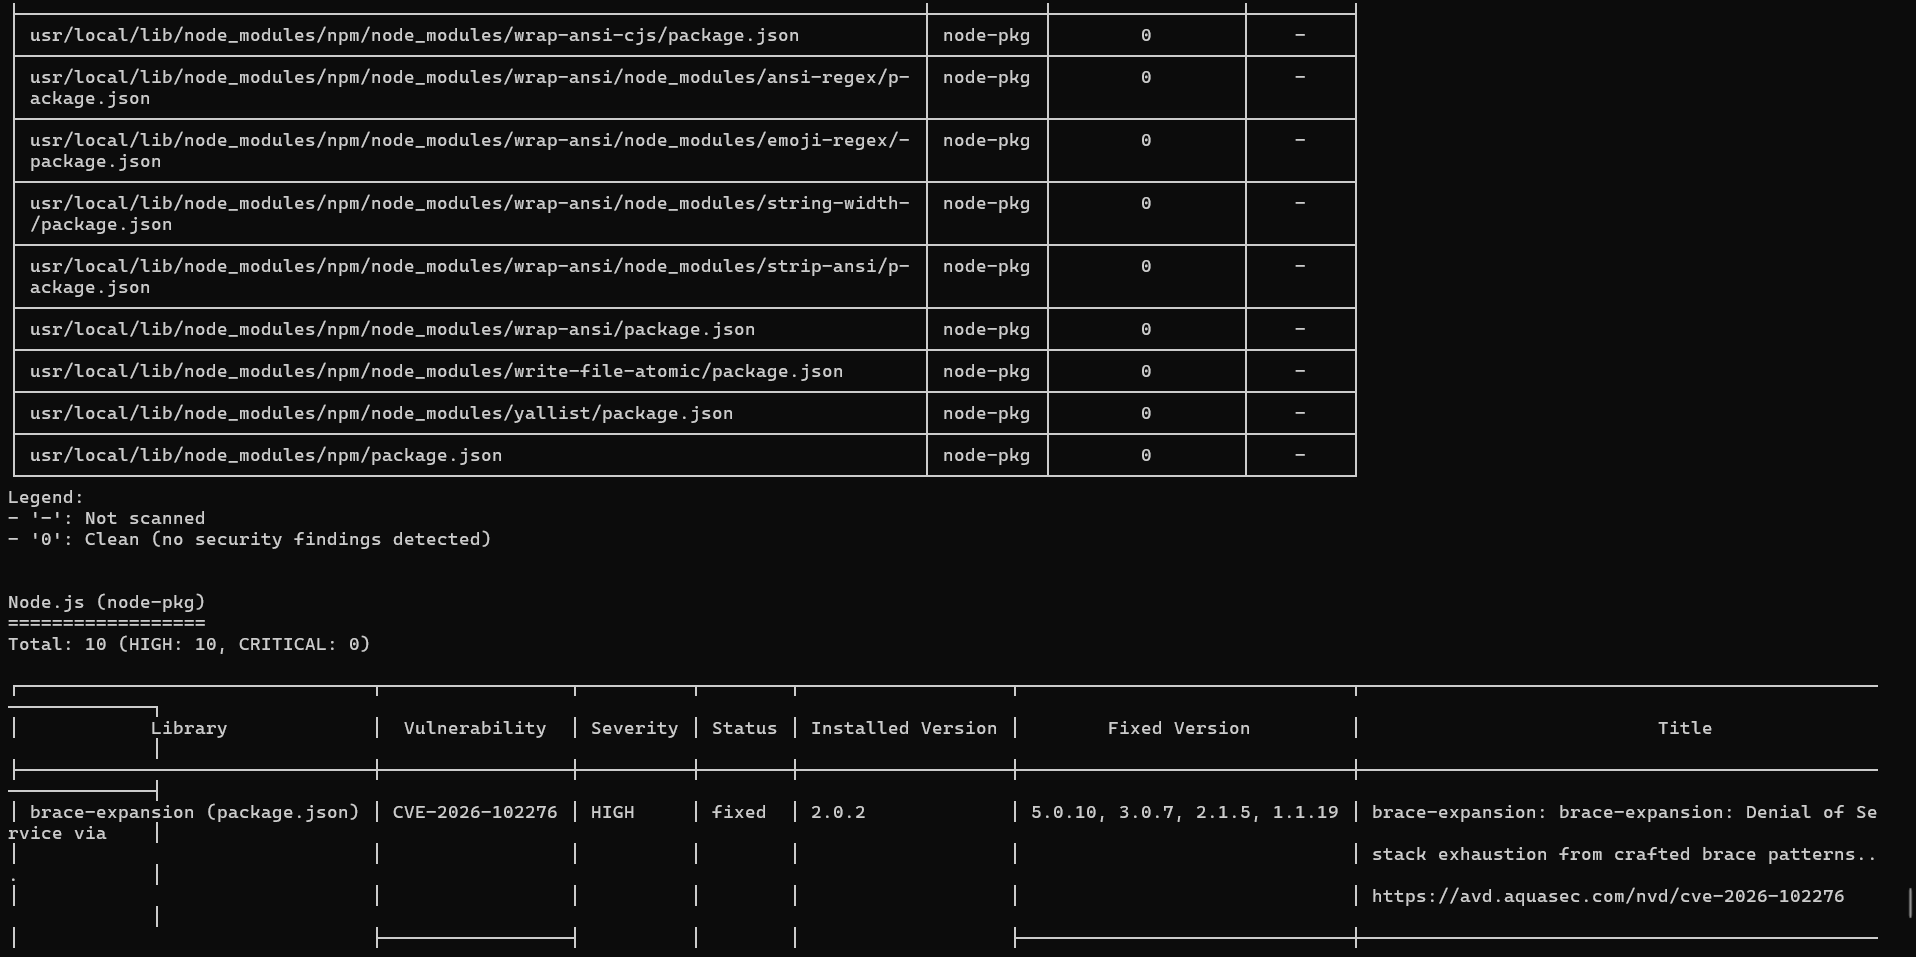 usr/local/lib/node_modules/npm/node_modules/wrap-ansi-cjs/package.json node-pkg 0 -
usr/local/lib/node_modules/npm/node_modules/wrap-ansi/node_modules/ansi-regex/p- node-pkg 0 -
ackage.json
usr/local/lib/node_modules/npm/node_modules/wrap-ansi/node_modules/emoji-regex/- node-pkg 0 -
package.json
usr/local/lib/node_modules/npm/node_modules/wrap-ansi/node_modules/string-width- node-pkg 0 -
/package.json
usr/local/lib/node_modules/npm/node_modules/wrap-ansi/node_modules/strip-ansi/p- node-pkg 0 -
ackage.json
usr/local/lib/node_modules/npm/node_modules/wrap-ansi/package.json node-pkg 0 -
usr/local/lib/node_modules/npm/node_modules/write-file-atomic/package.json node-pkg 0 -
usr/local/lib/node_modules/npm/node_modules/yallist/package.json node-pkg 0 -
usr/local/lib/node_modules/npm/package.json node-pkg 0 -
Legend:
- '-': Not scanned
- '0': Clean (no security findings detected)
Node.js (node-pkg)
==================
Total: 10 (HIGH: 10, CRITICAL: 0)
Library Vulnerability Severity Status Installed Version Fixed Version Title
brace-expansion (package.json) CVE-2026-102276 HIGH fixed 2.0.2 5.0.10, 3.0.7, 2.1.5, 1.1.19 brace-expansion: brace-expansion: Denial of Se
rvice via
stack exhaustion from crafted brace patterns..
.
https://avd.aquasec.com/nvd/cve-2026-102276